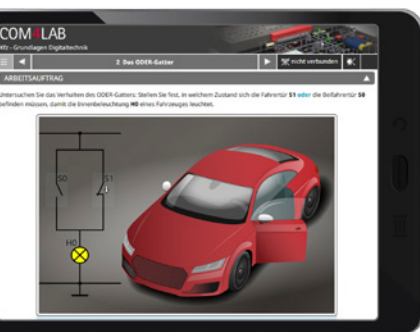 COM4LAB
Kfz - Grundlagen Digitaltechnik
2 Das ODER-Gatter
nicht verbunden
ARBEITSAUFTRAG
Untersuchen Sie das Verhalten des ODER-Gatters: Stellen Sie fest, in welchem Zustand sich die Fahrertür S1 oder die Beifahrertür S0
befinden müssen, damit die Innenbeleuchtung H0 eines Fahrzeuges leuchtet.
S0 S1
H0